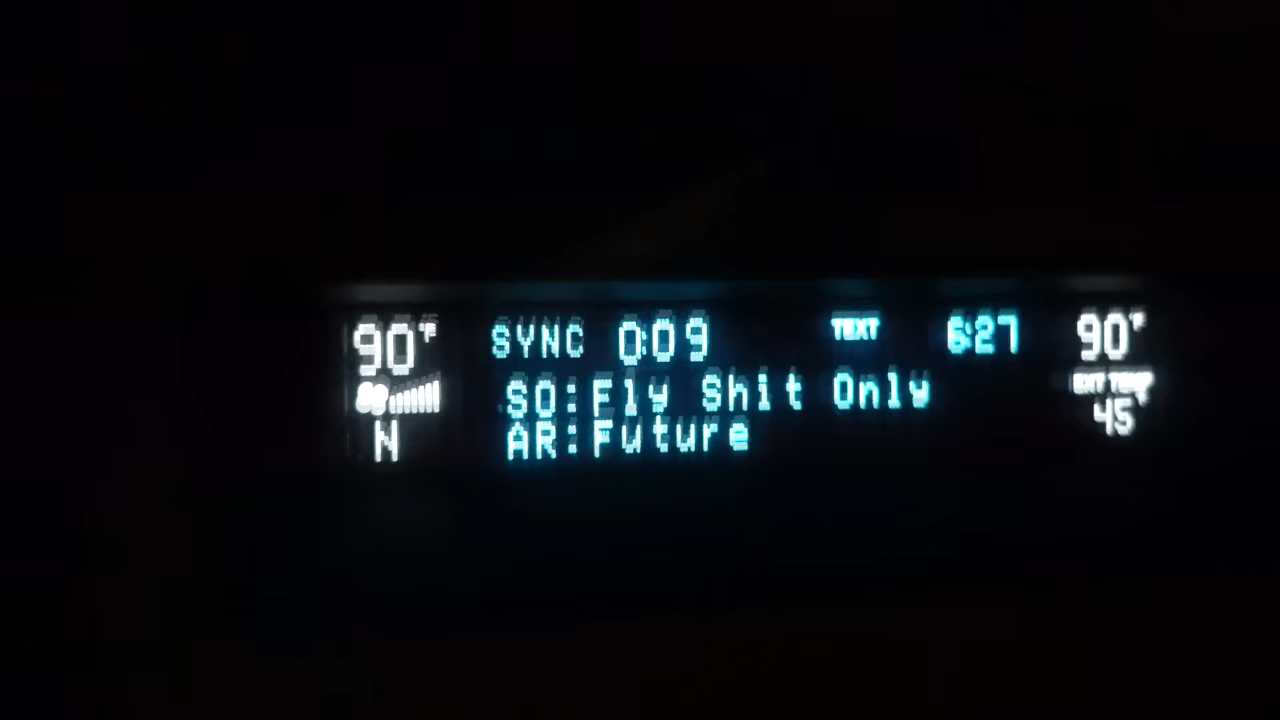 90°F SYNC 0:09 TEXT 6:27 90°F
SO:Fly Shit Only EXT TEMP
N AR:Future 45